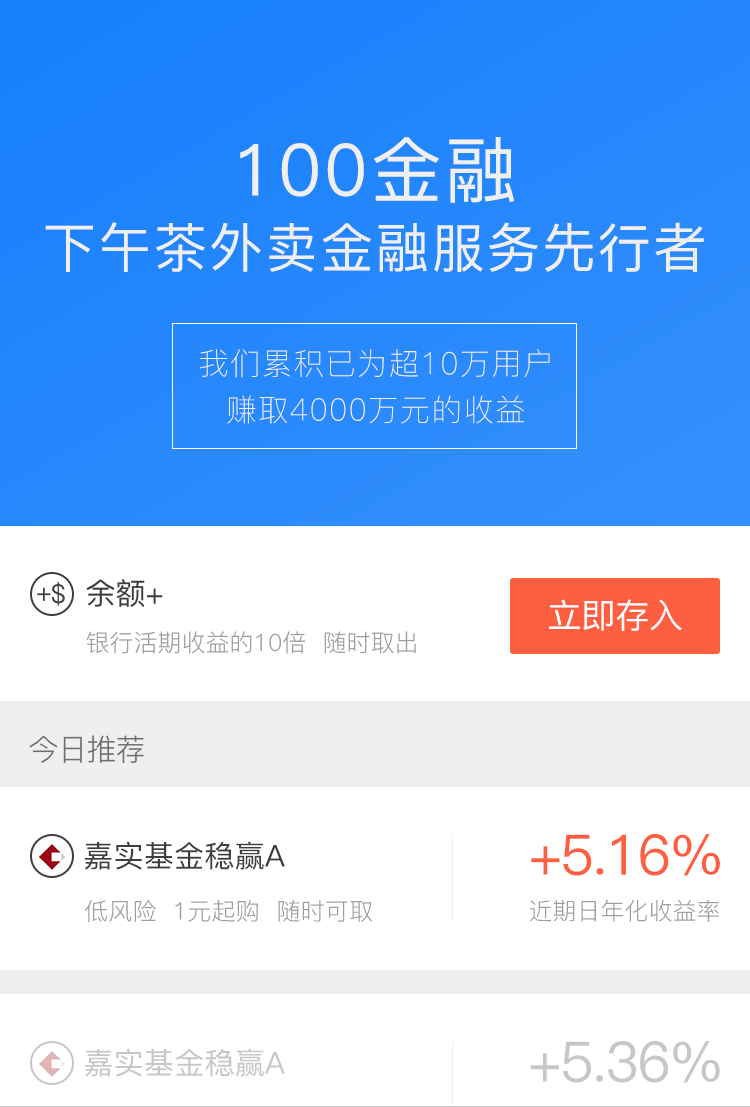 100金融
下午茶外卖金融服务先行者
我们累积已为超10万用户
赚取4000万元的收益
+$ 余额+
银行活期收益的10倍 随时取出
立即存入
今日推荐
嘉实基金稳赢A
低风险 1元起购 随时可取
+5.16%
近期日年化收益率
嘉实基金稳赢A
+5.36%